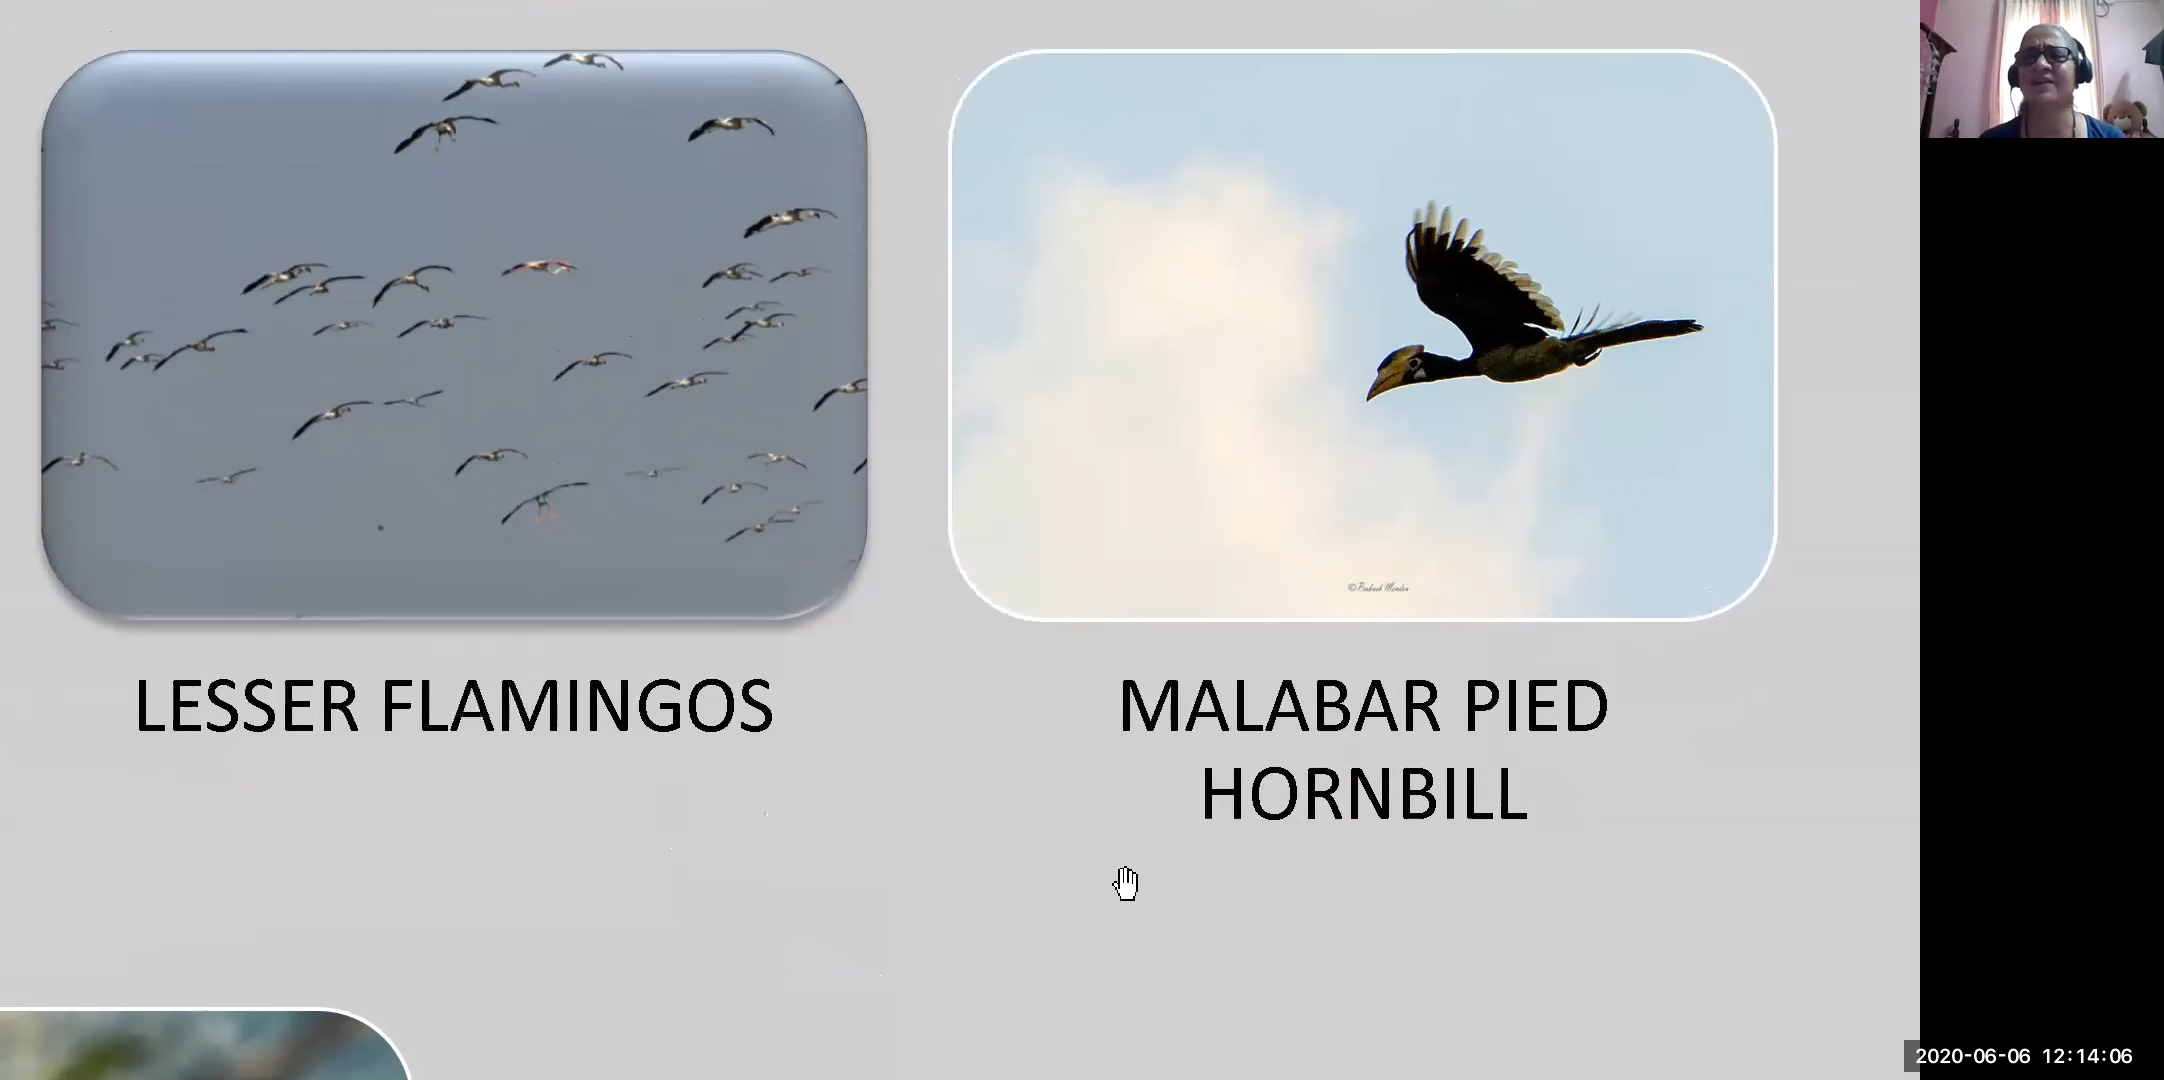 LESSER FLAMINGOS
MALABAR PIED
HORNBILL
2020-06-06 12:14:06